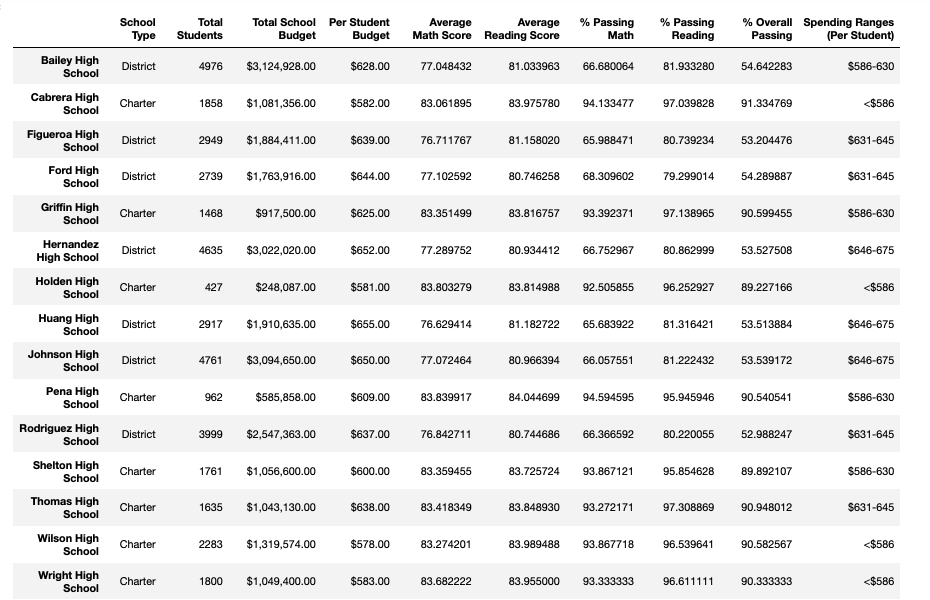 School Type Total Students Total School Budget Per Student Budget Average Math Score Average Reading Score % Passing Math % Passing Reading % Overall Passing Spending Ranges (Per Student)
Bailey High School District 4976 $3,124,928.00 $628.00 77.048432 81.033963 66.680064 81.933280 54.642283 $586-630
Cabrera High School Charter 1858 $1,081,356.00 $582.00 83.061895 83.975780 94.133477 97.039828 91.334769 <$586
Figueroa High School District 2949 $1,884,411.00 $639.00 76.711767 81.158020 65.988471 80.739234 53.204476 $631-645
Ford High School District 2739 $1,763,916.00 $644.00 77.102592 80.746258 68.309602 79.299014 54.289887 $631-645
Griffin High School Charter 1468 $917,500.00 $625.00 83.351499 83.816757 93.392371 97.138965 90.599455 $586-630
Hernandez High School District 4635 $3,022,020.00 $652.00 77.289752 80.934412 66.752967 80.862999 53.527508 $646-675
Holden High School Charter 427 $248,087.00 $581.00 83.803279 83.814988 92.505855 96.252927 89.227166 <$586
Huang High School District 2917 $1,910,635.00 $655.00 76.629414 81.182722 65.683922 81.316421 53.513884 $646-675
Johnson High School District 4761 $3,094,650.00 $650.00 77.072464 80.966394 66.057551 81.222432 53.539172 $646-675
Pena High School Charter 962 $585,858.00 $609.00 83.839917 84.044699 94.594595 95.945946 90.540541 $586-630
Rodriguez High School District 3999 $2,547,363.00 $637.00 76.842711 80.744686 66.366592 80.220055 52.988247 $631-645
Shelton High School Charter 1761 $1,056,600.00 $600.00 83.359455 83.725724 93.867121 95.854628 89.892107 $586-630
Thomas High School Charter 1635 $1,043,130.00 $638.00 83.418349 83.848930 93.272171 97.308869 90.948012 $631-645
Wilson High School Charter 2283 $1,319,574.00 $578.00 83.274201 83.989488 93.867718 96.539641 90.582567 <$586
Wright High School Charter 1800 $1,049,400.00 $583.00 83.682222 83.955000 93.333333 96.611111 90.333333 <$586